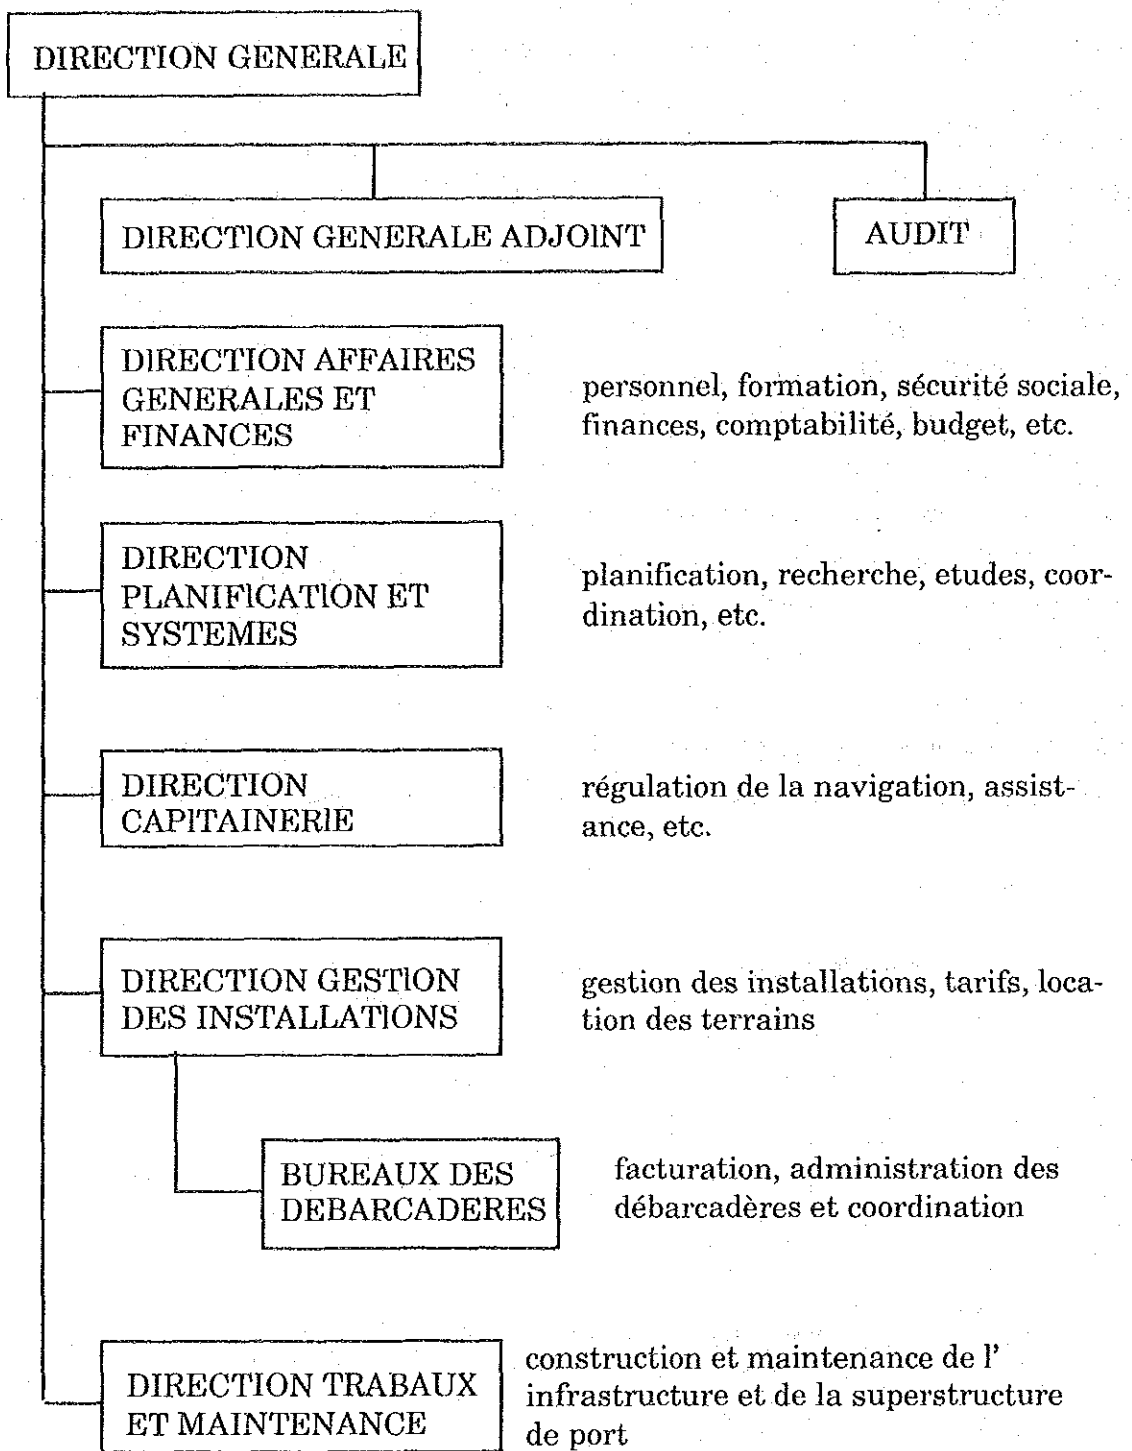 DIRECTION GENERALE
DIRECTION GENERALE ADJOINT
AUDIT
DIRECTION AFFAIRES
GENERALES ET
FINANCES
personnel, formation, sécurité sociale,
finances, comptabilité, budget, etc.
DIRECTION
PLANIFICATION ET
SYSTEMES
planification, recherche, etudes, coor-
dination, etc.
DIRECTION
CAPITAINERIE
régulation de la navigation, assist-
ance, etc.
DIRECTION GESTION
DES INSTALLATIONS
gestion des installations, tarifs, loca-
tion des terrains
BUREAUX DES
DEBARCADERES
facturation, administration des
débarcadères et coordination
DIRECTION TRABAUX
ET MAINTENANCE
construction et maintenance de l'
infrastructure et de la superstructure
de port